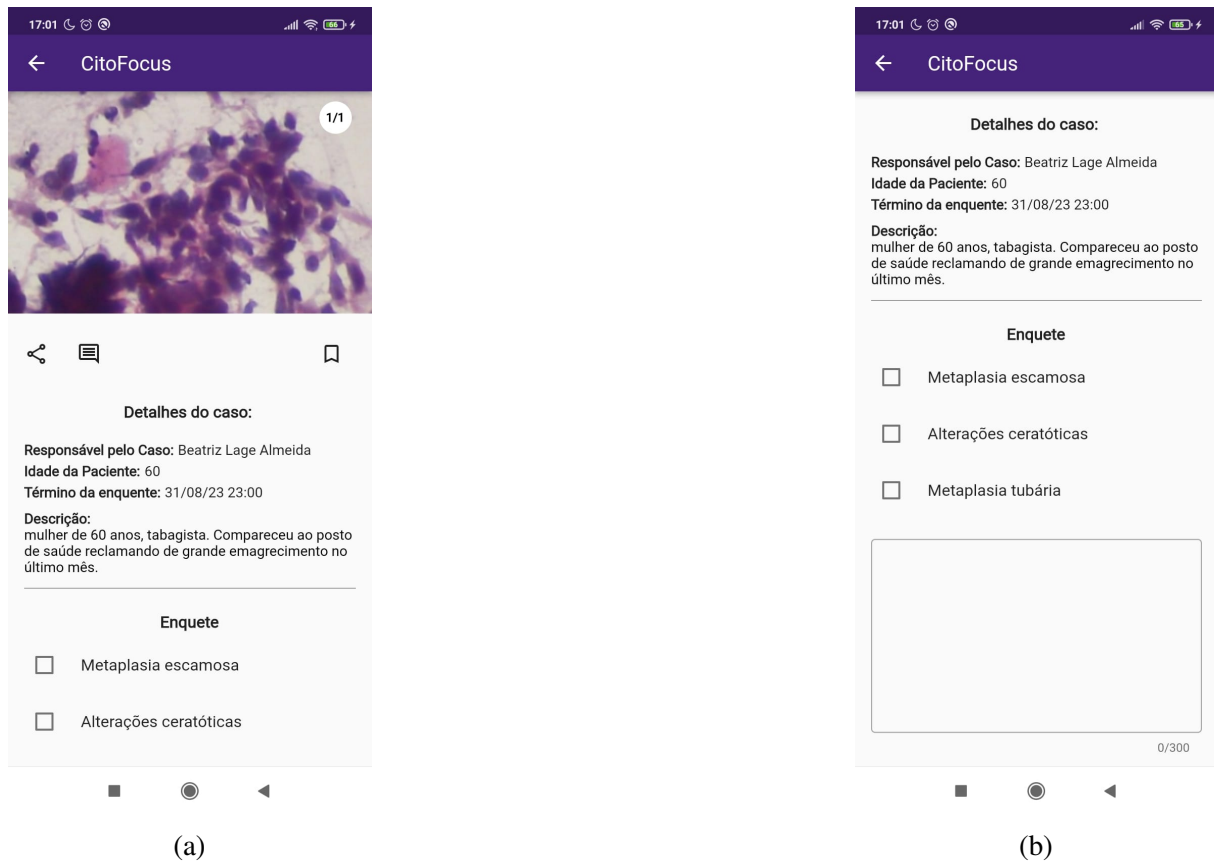 17:01
66
CitoFocus
1/1
Detalhes do caso:
Responsável pelo Caso: Beatriz Lage Almeida
Idade da Paciente: 60
Término da enquente: 31/08/23 23:00
Descrição:
mulher de 60 anos, tabagista. Compareceu ao posto
de saúde reclamando de grande emagrecimento no
último mês.
Enquete
Metaplasia escamosa
Alterações ceratóticas
(a)
17:01
65
CitoFocus
Detalhes do caso:
Responsável pelo Caso: Beatriz Lage Almeida
Idade da Paciente: 60
Término da enquente: 31/08/23 23:00
Descrição:
mulher de 60 anos, tabagista. Compareceu ao posto
de saúde reclamando de grande emagrecimento no
último mês.
Enquete
Metaplasia escamosa
Alterações ceratóticas
Metaplasia tubária
0/300
(b)